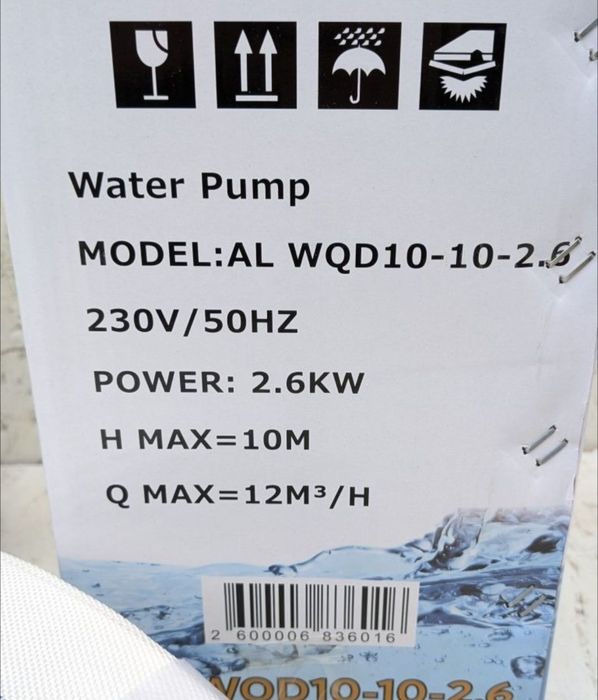 Water Pump
MODEL:AL WQD10-10-2.6
230V/50HZ
POWER: 2.6KW
H MAX=10M
Q MAX=12M³/H
2 600006 836016
WQD10-10-2.6